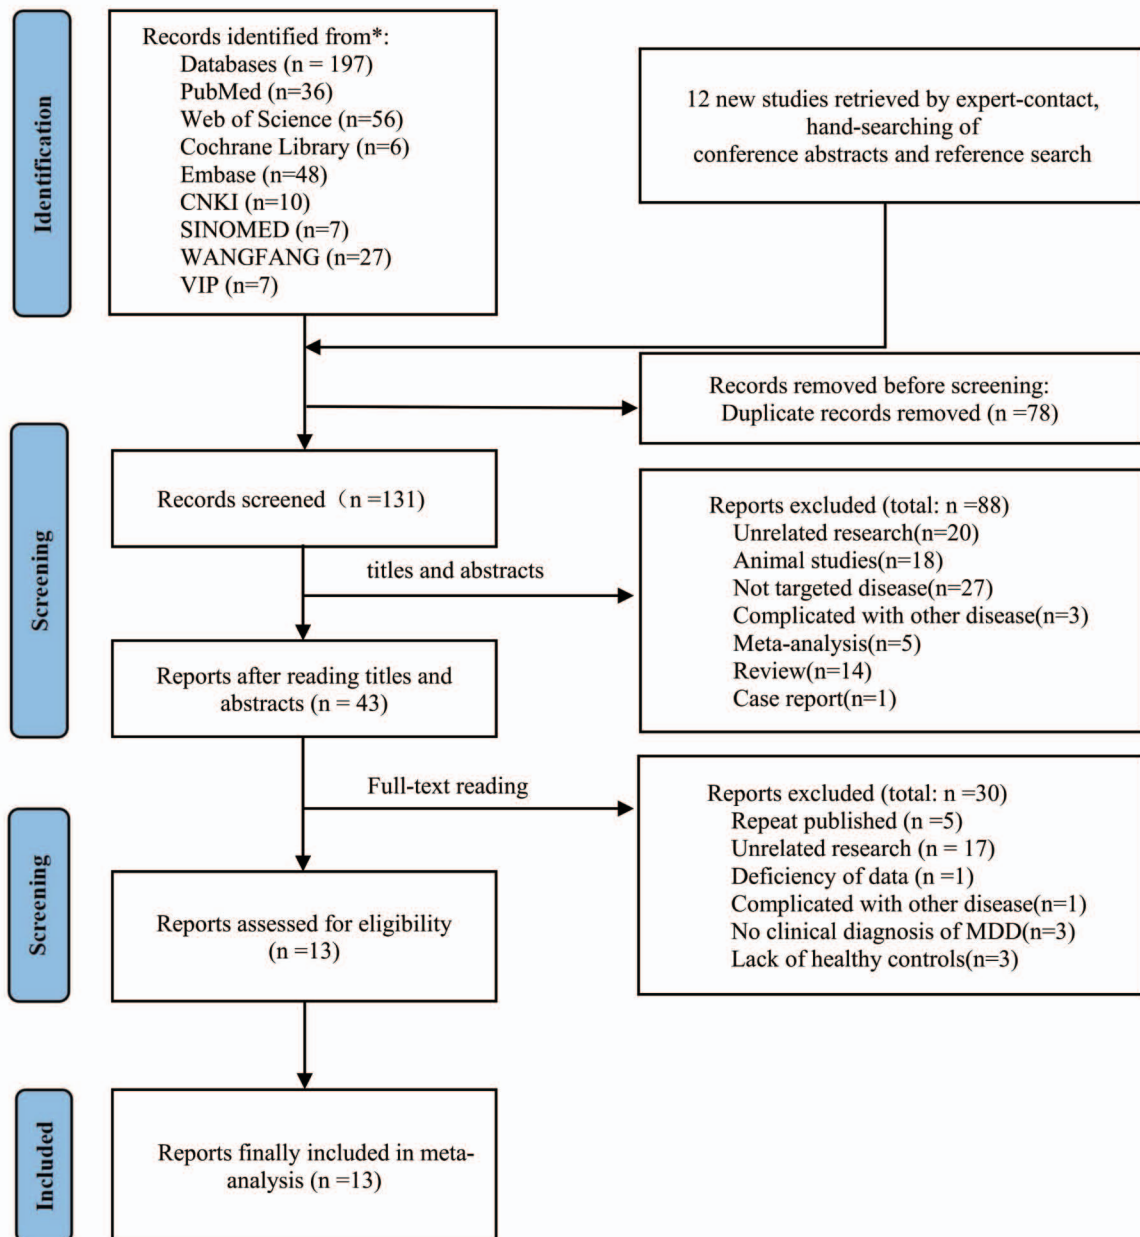 Identification
Records identified from*:
Databases (n = 197)
PubMed (n=36)
Web of Science (n=56)
Cochrane Library (n=6)
Embase (n=48)
CNKI (n=10)
SINOMED (n=7)
WANGFANG (n=27)
VIP (n=7)
12 new studies retrieved by expert-contact,
hand-searching of
conference abstracts and reference search
Records removed before screening:
Duplicate records removed (n =78)
Screening
Records screened（n =131)
titles and abstracts
Reports excluded (total: n =88)
Unrelated research(n=20)
Animal studies(n=18)
Not targeted disease(n=27)
Complicated with other disease(n=3)
Meta-analysis(n=5)
Review(n=14)
Case report(n=1)
Reports after reading titles and
abstracts (n = 43)
Full-text reading
Reports excluded (total: n =30)
Repeat published (n =5)
Unrelated research (n = 17)
Deficiency of data (n =1)
Complicated with other disease(n=1)
No clinical diagnosis of MDD(n=3)
Lack of healthy controls(n=3)
Screening
Reports assessed for eligibility
(n =13)
Included
Reports finally included in meta-
analysis (n =13)